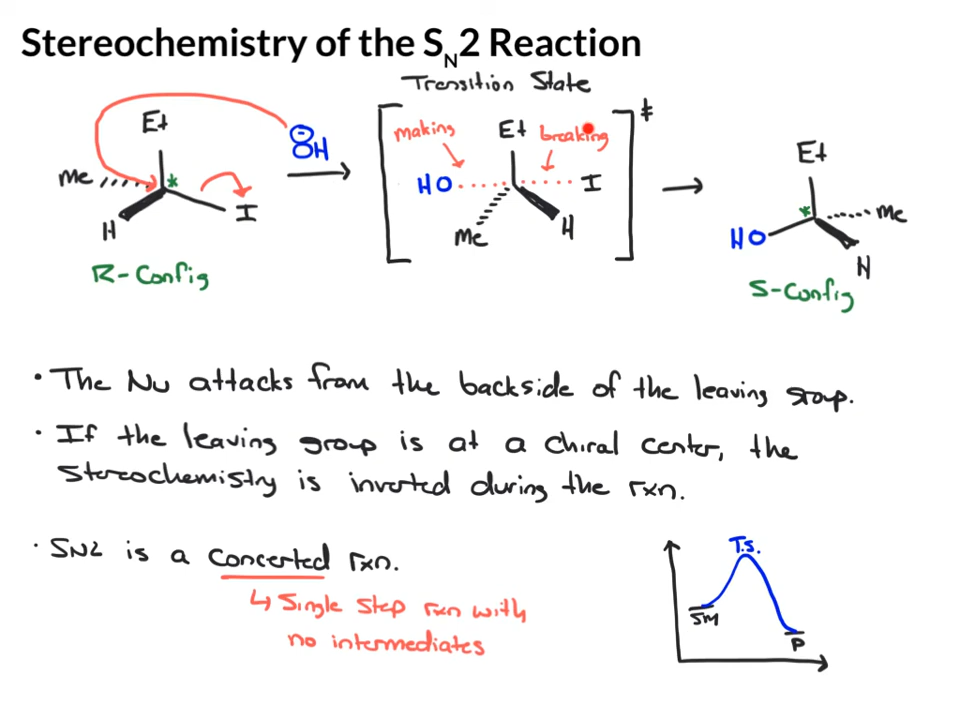 Stereochemistry of the SN2 Reaction
Transition State
Et
Me
*
H
I
R-Config
⊖
OH
making
Et
breaking
HO
I
Me
H
‡
Et
*
HO
Me
H
S-Config
• The Nu attacks from the backside of the leaving group.
• If the leaving group is at a chiral center, the
stereochemistry is inverted during the rxn.
• SN2 is a concerted rxn.
↳ Single step rxn with
no intermediates
T.S.
SM
P